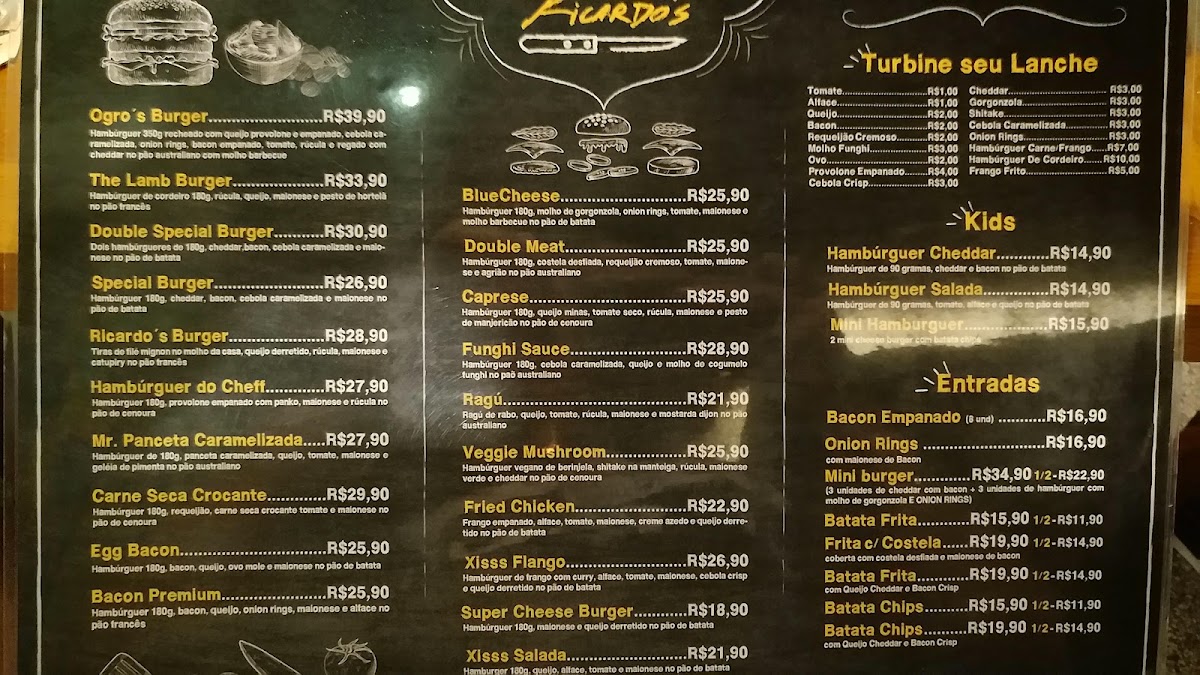 RICARDO´S
Ogro´s Burger........................R$39,90
Hambúrguer 350g recheado com queijo provolone e empanado, cebola ca-
ramelizada, onion rings, bacon empanado, tomate, rúcula e regado com
cheddar no pão australiano com molho barbecue
The Lamb Burger...................R$33,90
Hambúrguer de cordeiro 180g, rúcula, queijo, maionese e pesto de hortelã
no pão francês
Double Special Burger..........R$30,90
Dois hambúrgueres de 180g, cheddar,bacon, cebola caramelizada e maio-
nese no pão de batata
Special Burger.......................R$26,90
Hambúrguer 180g, cheddar, bacon, cebola caramelizada e maionese no
pão de batata
Ricardo´s Burger....................R$28,90
Tiras de filé mignon no molho da casa, queijo derretido, rúcula, maionese e
catupiry no pão francês
Hambúrguer do Cheff............R$27,90
Hambúrguer 180g, provolone empanado com panko, maionese e rúcula no
pão de cenoura
Mr. Panceta Caramelizada.....R$27,90
Hambúrguer de 180g, panceta caramelizada, queijo, tomate, maionese e
geléia de pimenta no pão australiano
Carne Seca Crocante............R$29,90
Hambúrguer 180g, requeijão, carne seca crocante tomate e maionese no
pão de cenoura
Egg Bacon..............................R$25,90
Hambúrguer 180g, bacon, queijo, ovo mole e maionese no pão de batata
Bacon Premium......................R$25,90
Hambúrguer 180g, bacon, queijo, onion rings, maionese e alface no
pão francês
BlueCheese..........................R$25,90
Hambúrguer 180g, molho de gorgonzola, onion rings, tomate, maionese e
molho barbecue no pão de batata
Double Meat.........................R$25,90
Hambúrguer 180g, costela desfiada, requeijão cremoso, tomate, maione-
se e agrião no pão australiano
Caprese................................R$25,90
Hambúrguer 180g, queijo minas, tomate seco, rúcula, maionese e pesto
de manjericão no pão de cenoura
Funghi Sauce........................R$28,90
Hambúrguer 180g, cebola caramelizada, queijo e molho de cogumelo
funghi no paõ australiano
Ragú.....................................R$21,90
Ragú de rabo, queijo, tomate, rúcula, maionese e mostarda dijon no pão
australiano
Veggie Mushroom................R$25,90
Hambúrguer vegano de berinjela, shitake na manteiga, rúcula, maionese
verde e cheddar no pão de cenoura
Fried Chicken......................R$22,90
Frango empanado, alface, tomate, maionese, creme azedo e queijo derre-
tido no pão de batata
Xisss Flango........................R$26,90
Hambúrguer de frango com curry, alface, tomate, maionese, cebola crisp
e queijo derretido no pão de batata
Super Cheese Burger...........R$18,90
Hambúrguer 180g, maionese e queijo derretido no pão de batata
Xisss Salada........................R$21,90
Hamburguer 180g, queijo, alface, tomate e maionese no pão de batata
Turbine seu Lanche
Tomate..............................R$1,00
Alface...............................R$1,00
Queijo...............................R$2,00
Bacon...............................R$2,00
Requeijão Cremoso........R$2,00
Molho Funghi...................R$3,00
Ovo...................................R$2,00
Provolone Empanado......R$4,00
Cebola Crisp....................R$3,00
Cheddar.................................R$3,00
Gorgonzola............................R$3,00
Shitake...................................R$3,00
Cebola Caramelizada............R$3,00
Onion Rings...........................R$3,00
Hambúrguer Carne/Frango.....R$7,00
Hambúrguer De Cordeiro.....R$10,00
Frango Frito..........................R$5,00
Kids
Hambúrguer Cheddar............R$14,90
Hambúrguer de 90 gramas, cheddar e bacon no pão de batata
Hambúrguer Salada..............R$14,90
Hambúrguer de 90 gramas, tomate, alface e queijo no pão de batata
Mini Hamburguer..................R$15,90
2 mini cheese burger com batata chips
Entradas
Bacon Empanado (8 und) ............R$16,90
Onion Rings .......................R$16,90
com maionese de Bacon
Mini burger............R$34,90 1/2-R$22,90
(3 unidades de cheddar com bacon + 3 unidades de hambúrguer com
molho de gorgonzola E ONION RINGS)
Batata Frita...........R$15,90 1/2-R$11,90
Frita c/ Costela.....R$19,90 1/2-R$14,90
coberta com costela desfiada e maionese de bacon
Batata Frita...........R$19,90 1/2-R$14,90
com Queijo Cheddar e Bacon Crisp
Batata Chips.........R$15,90 1/2-R$11,90
Batata Chips.........R$19,90 1/2-R$14,90
com Queijo Cheddar e Bacon Crisp